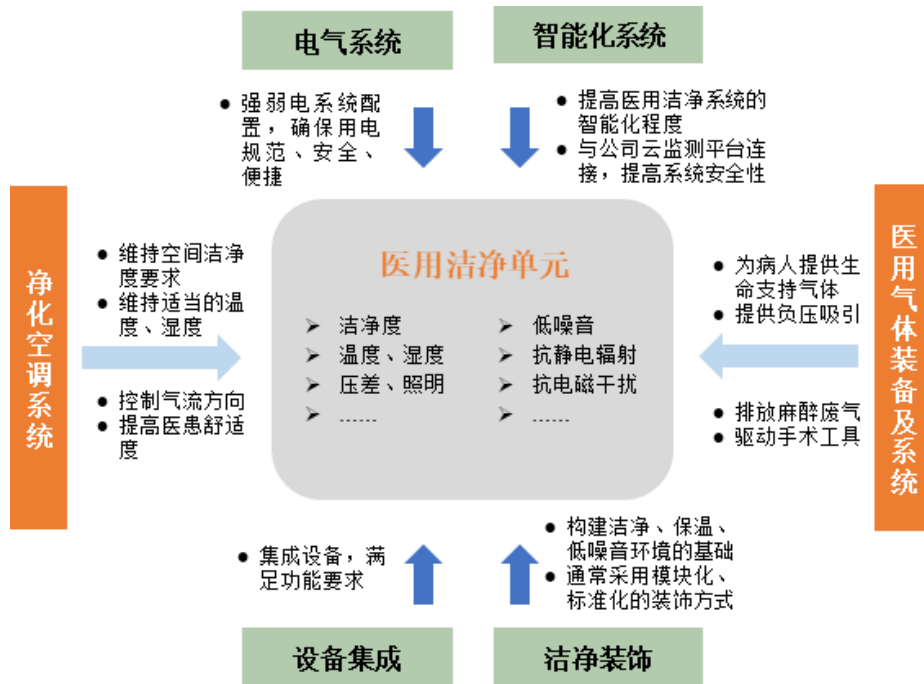 电气系统
智能化系统
● 强弱电系统配
置，确保用电
规范、安全、
便捷
● 提高医用洁净系统的
智能化程度
● 与公司云监测平台连
接，提高系统安全性
净化空调系统
● 维持空间洁净
度要求
● 维持适当的温
度、湿度
● 控制气流方向
● 提高医患舒适
度
医用洁净单元
➢ 洁净度
➢ 温度、湿度
➢ 压差、照明
➢ ......
➢ 低噪音
➢ 抗静电辐射
➢ 抗电磁干扰
➢ ......
● 为病人提供生
命支持气体
● 提供负压吸引
● 排放麻醉废气
● 驱动手术工具
医用气体装备及系统
● 集成设备，满
足功能要求
● 构建洁净、保温、
低噪音环境的基础
● 通常采用模块化、
标准化的装饰方式
设备集成
洁净装饰